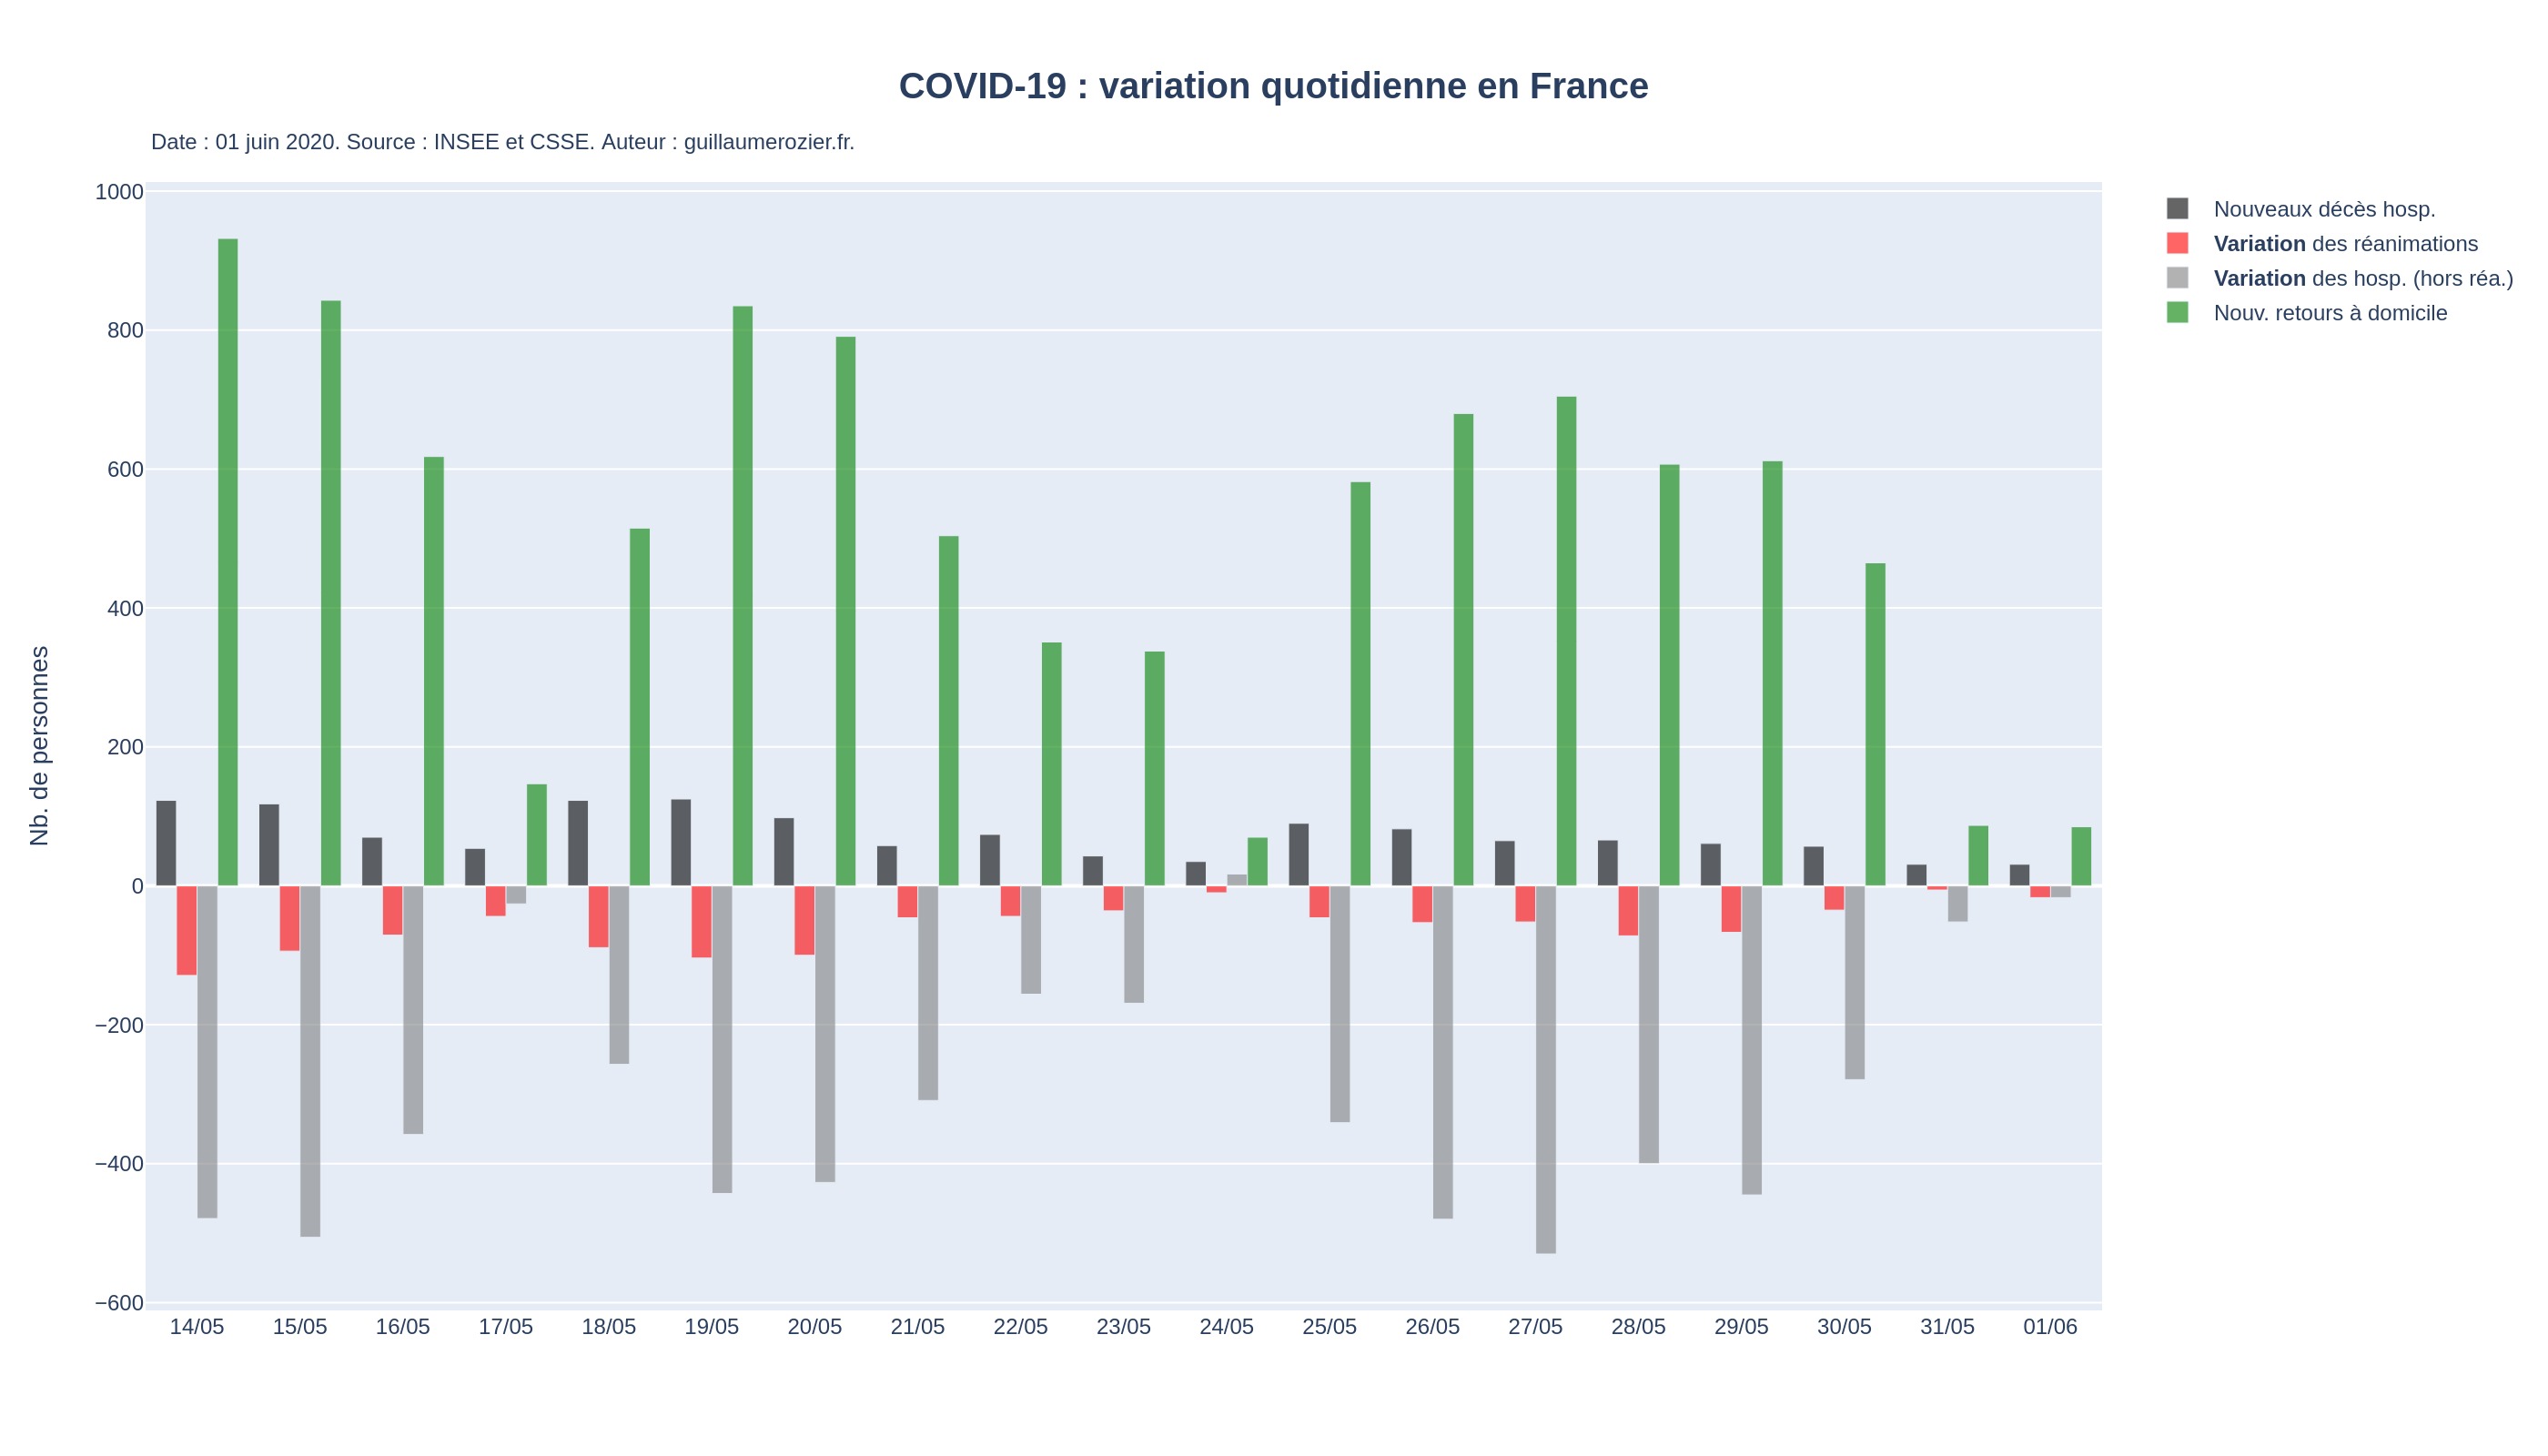 COVID-19 : variation quotidienne en France
Date : 01 juin 2020. Source : INSEE et CSSE. Auteur : guillaumerozier.fr.
Nouveaux décès hosp.
Variation des réanimations
Variation des hosp. (hors réa.)
Nouv. retours à domicile
Nb. de personnes
1000
800
600
400
200
0
−200
−400
−600
14/05 15/05 16/05 17/05 18/05 19/05 20/05 21/05 22/05 23/05 24/05 25/05 26/05 27/05 28/05 29/05 30/05 31/05 01/06